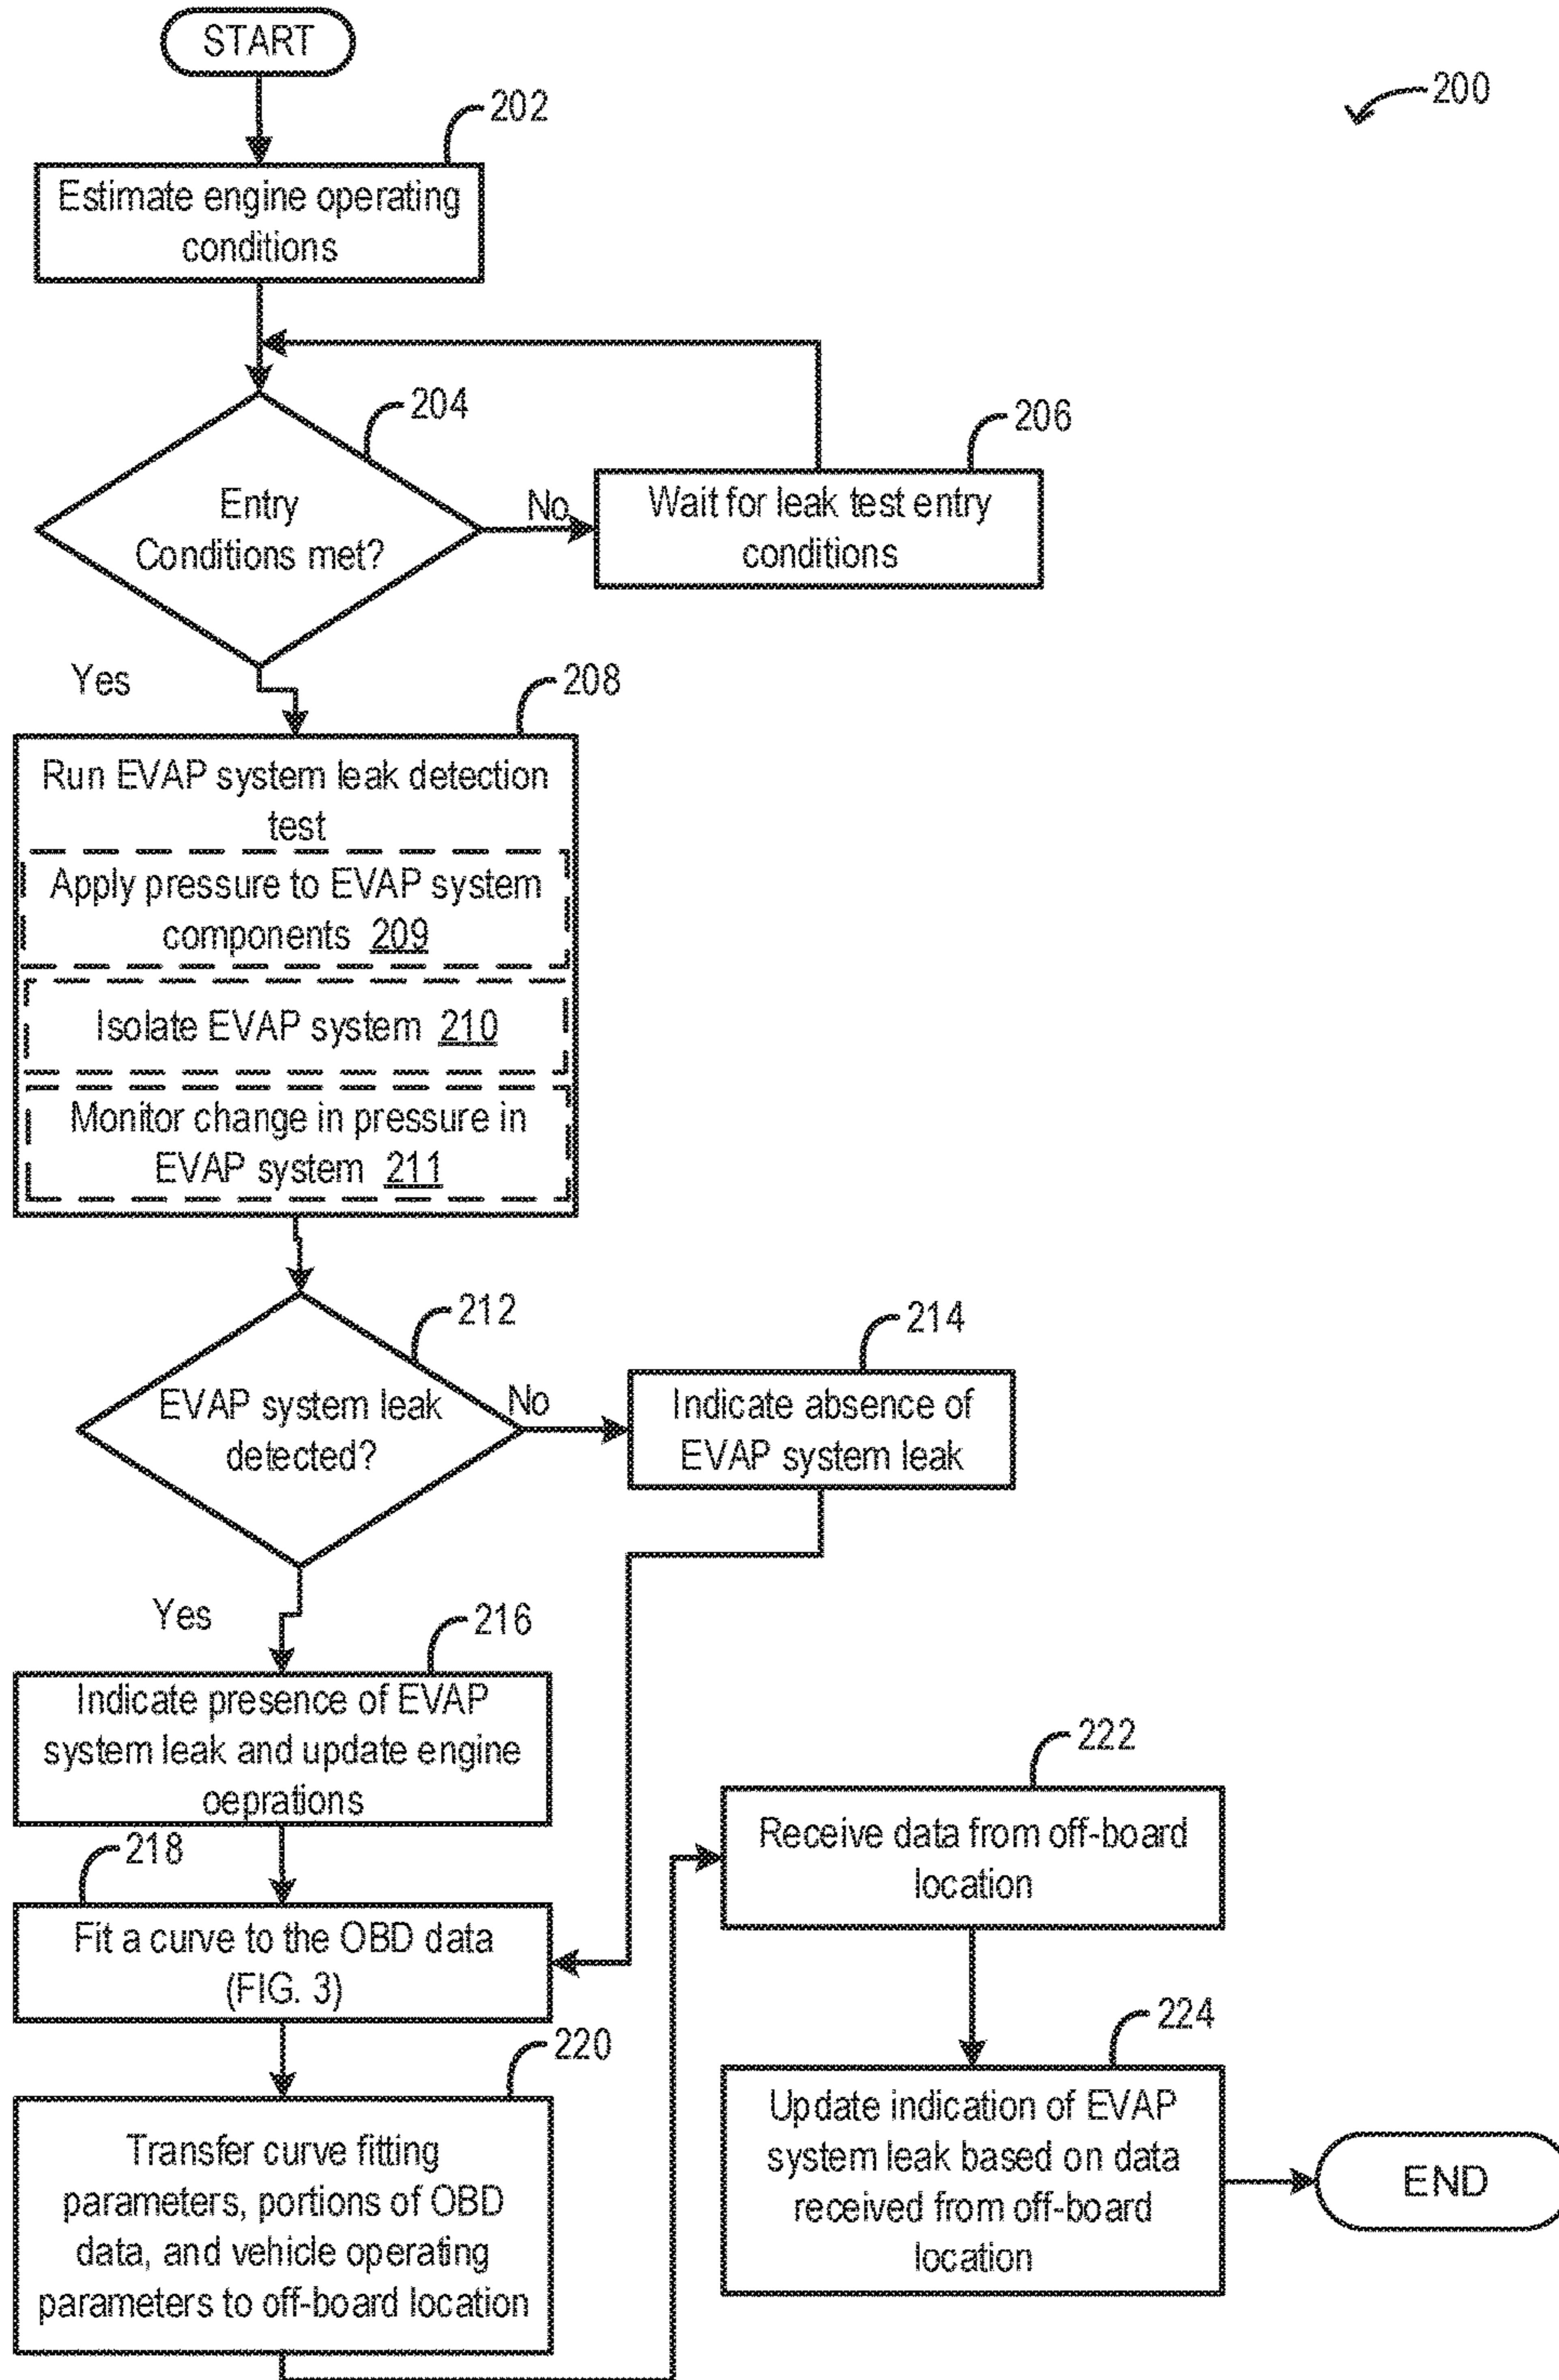 START
200
202
Estimate engine operating
conditions
204
206
Entry
Conditions met?
No
Wait for leak test entry
conditions
Yes
208
Run EVAP system leak detection
test
Apply pressure to EVAP system
components 209
Isolate EVAP system 210
Monitor change in pressure in
EVAP system 211
212
214
EVAP system leak
detected?
No
Indicate absence of
EVAP system leak
Yes
216
Indicate presence of EVAP
system leak and update engine
oeprations
218
Fit a curve to the OBD data
(FIG. 3)
220
Transfer curve fitting
parameters, portions of OBD
data, and vehicle operating
parameters to off-board location
222
Receive data from off-board
location
224
Update indication of EVAP
system leak based on data
received from off-board
location
END